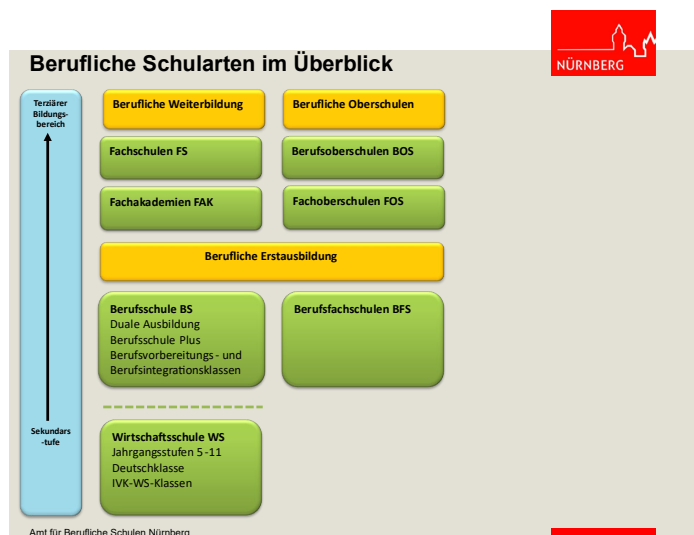 Berufliche Schularten im Überblick
NÜRNBERG
Terziärer
Bildungs-
bereich
Berufliche Weiterbildung
Berufliche Oberschulen
Fachschulen FS
Berufsoberschulen BOS
Fachakademien FAK
Fachoberschulen FOS
Berufliche Erstausbildung
Berufsschule BS
Duale Ausbildung
Berufsschule Plus
Berufsvorbereitungs - und
Berufsintegrationsklassen
Berufsfachschulen BFS
Sekundars
-tufe
Wirtschaftsschule WS
Jahrgangsstufen 5 -11
Deutschklasse
IVK-WS-Klassen
Amt für Berufliche Schulen Nürnberg